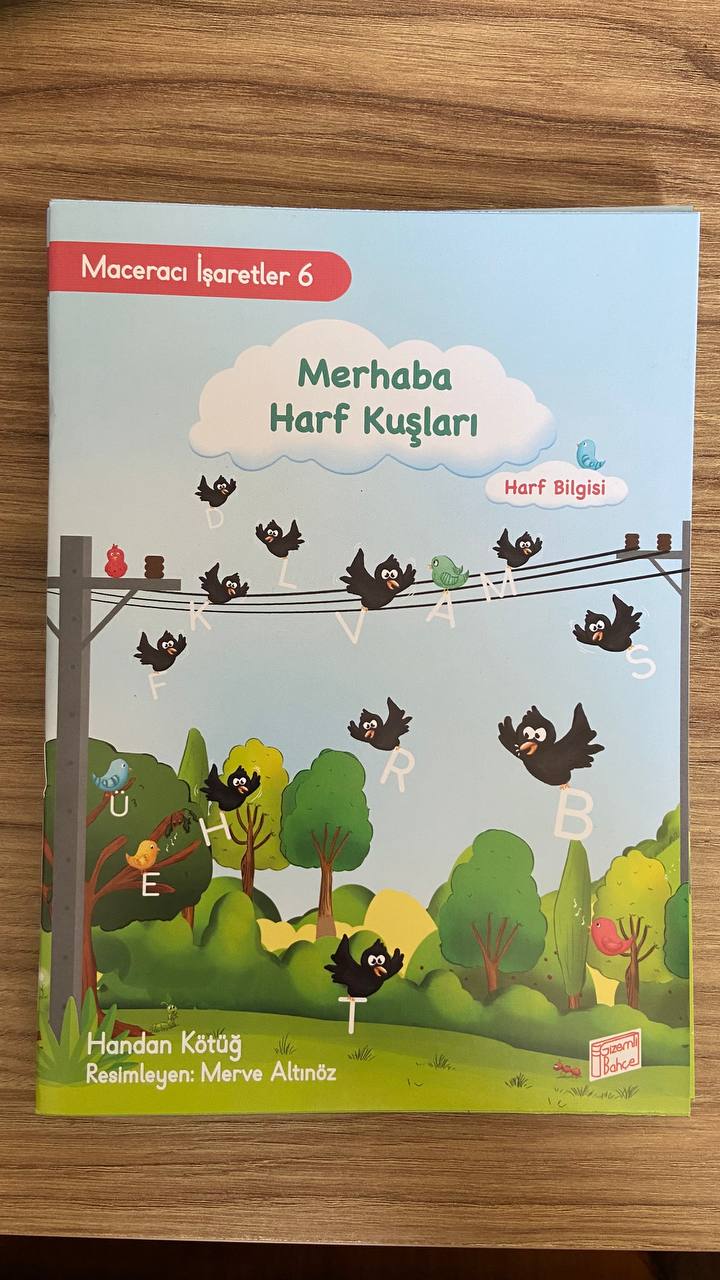 Maceracı İşaretler 6
Merhaba
Harf Kuşları
Harf Bilgisi
D
L
K
V
A
M
F
S
R
Ü
H
B
E
T
Handan Kötüğ
Resimleyen: Merve Altınöz
Gizemli
Bahçe